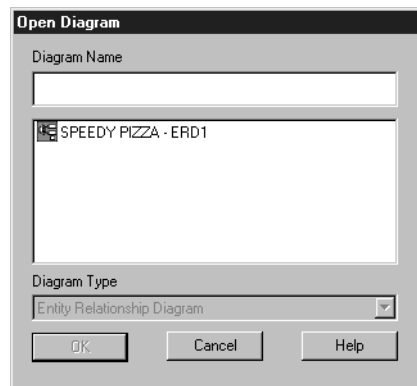 Open Diagram
Diagram Name
SPEEDY PIZZA - ERD1
Diagram Type
Entity Relationship Diagram
OK
Cancel
Help